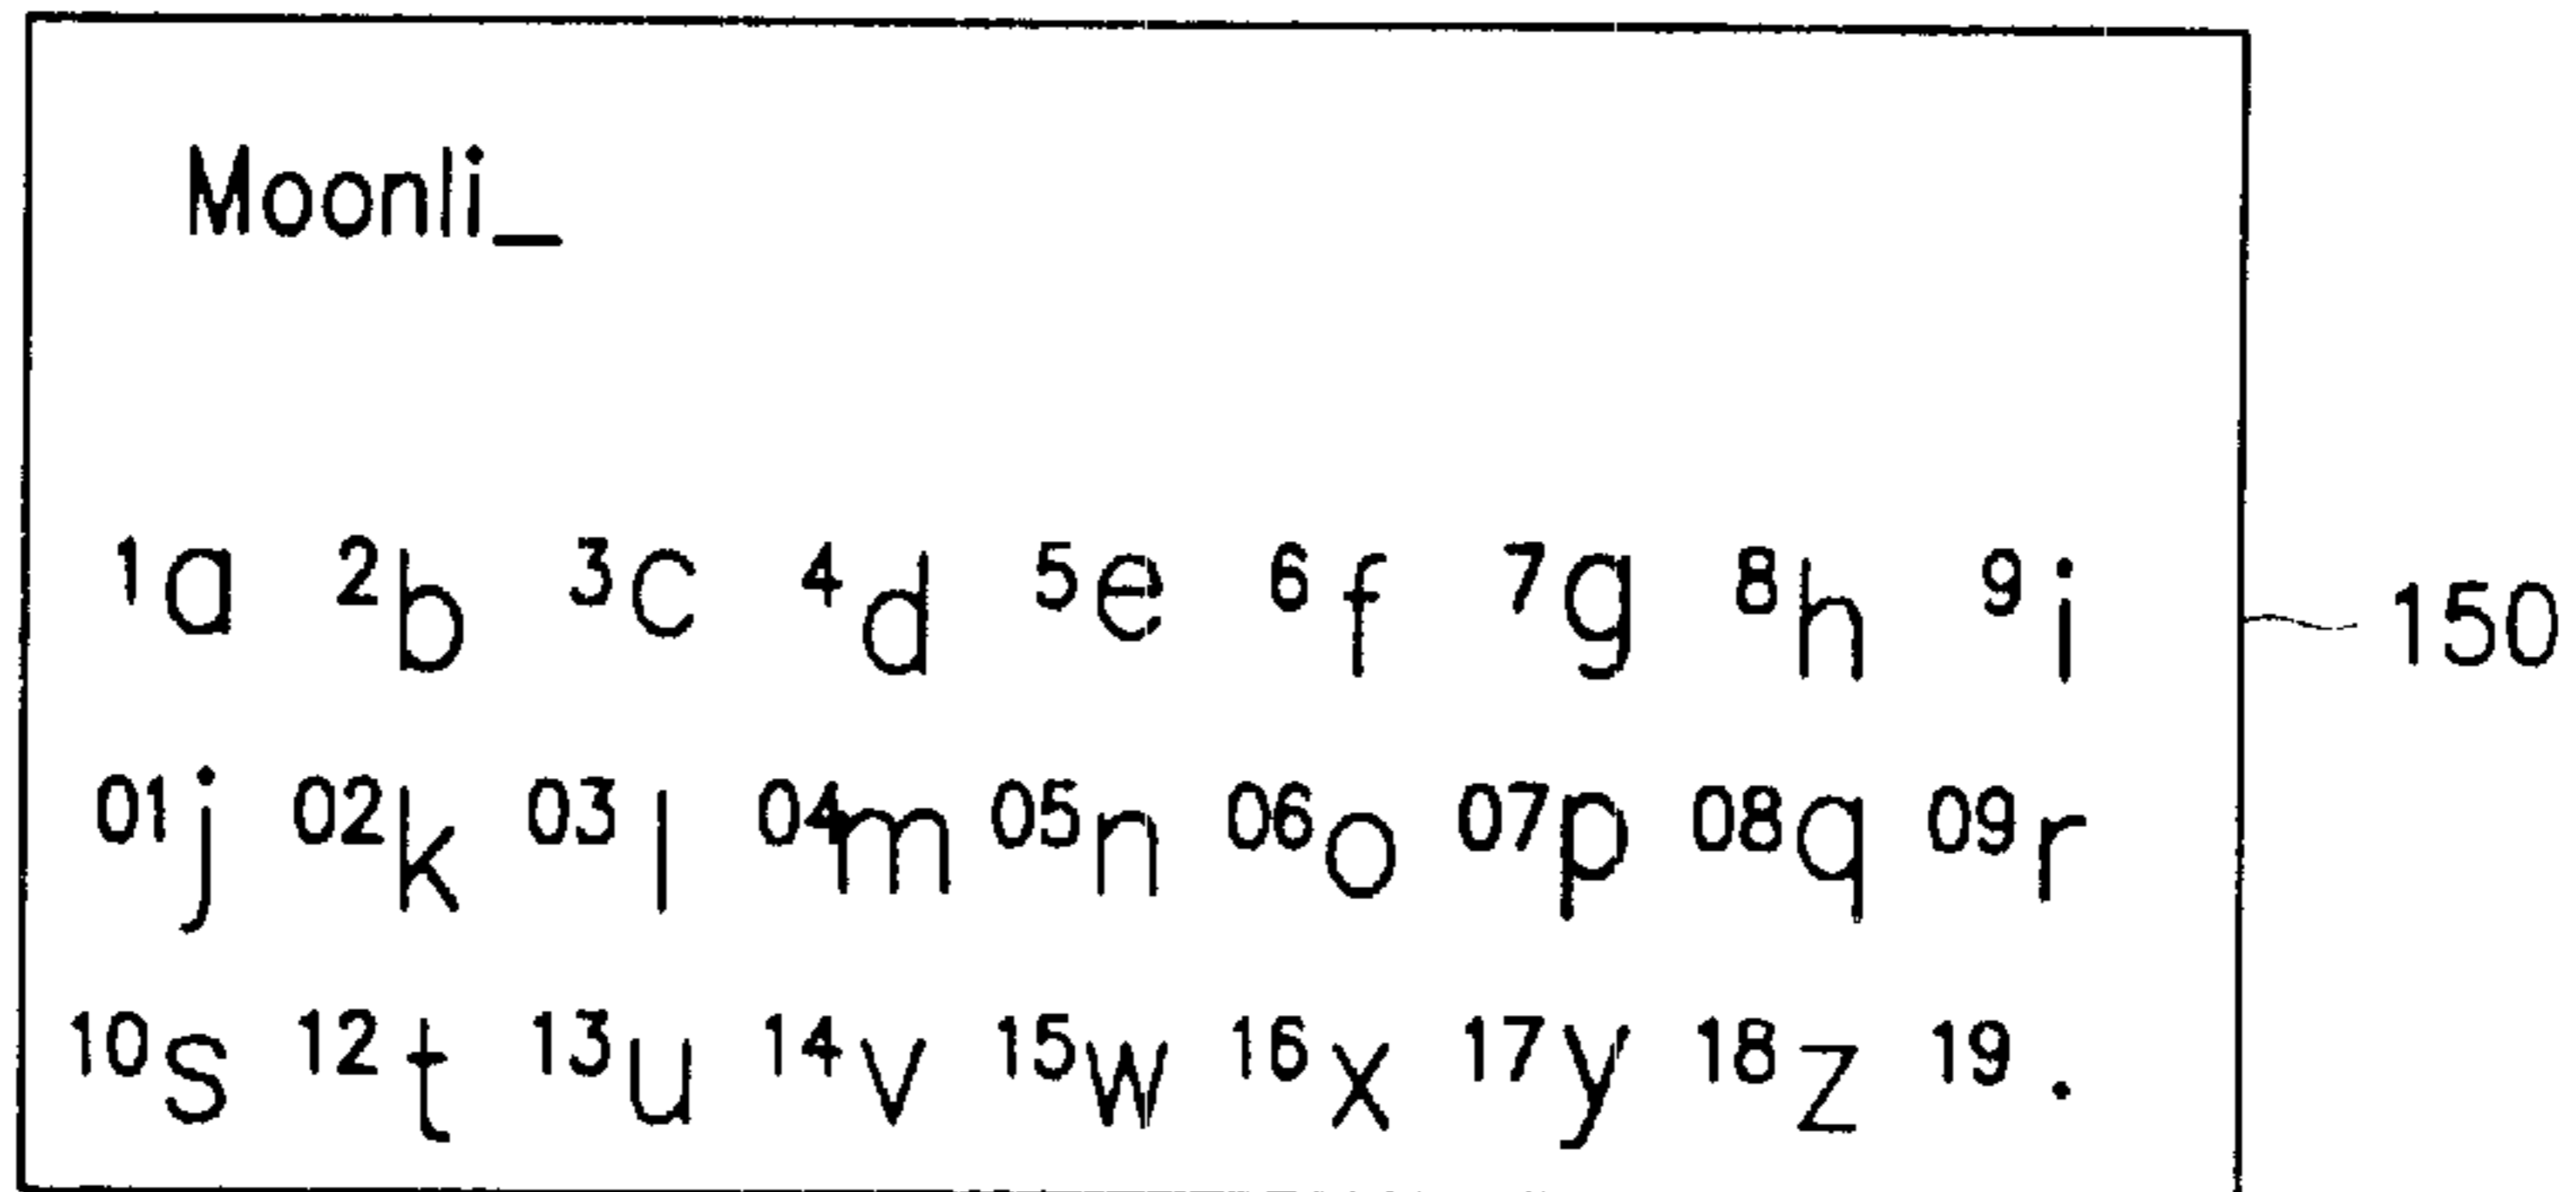 Moonli_
1a 2b 3c 4d 5e 6f 7g 8h 9i
150
01j 02k 03l 04m 05n 06o 07p 08q 09r
10s 12t 13u 14v 15w 16x 17y 18z 19.